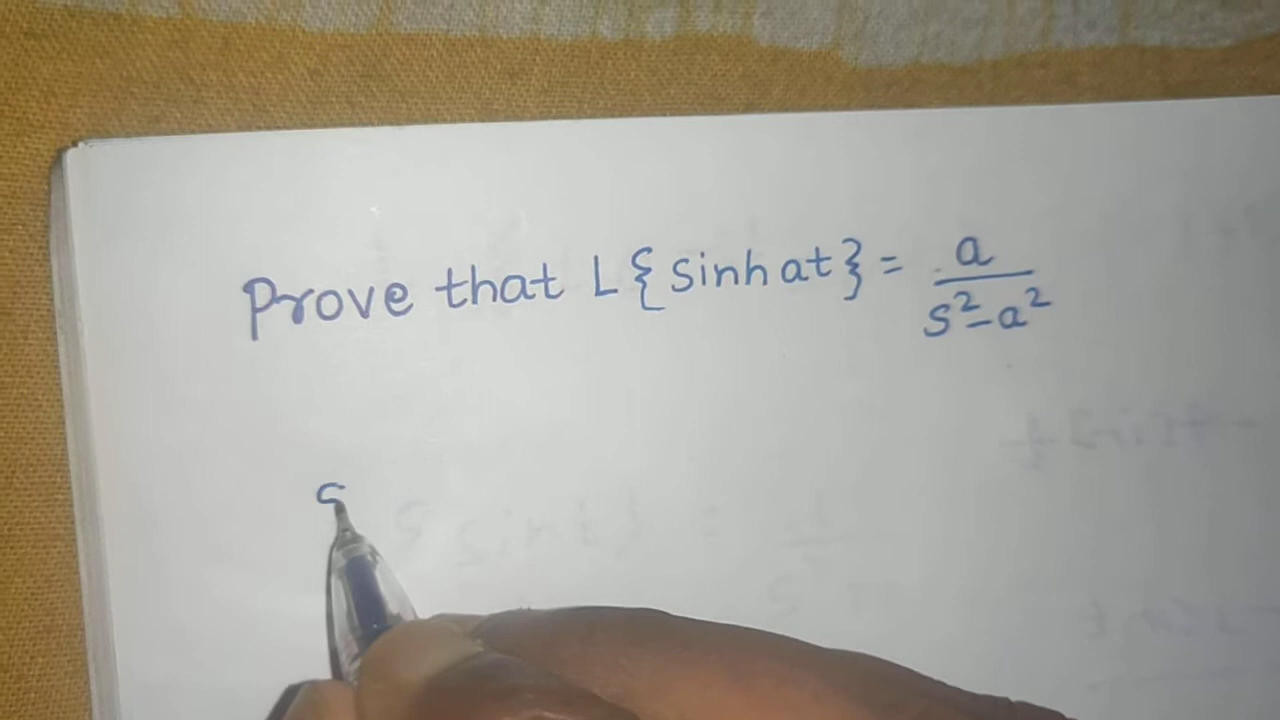 Prove that L{sinh at} = a/(s²-a²)
s